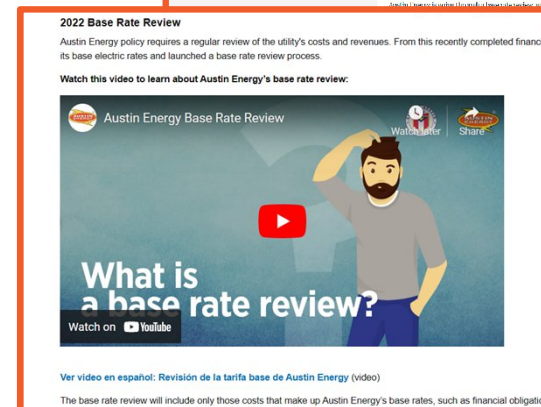 2022 Base Rate Review
Austin Energy policy requires a regular review of the utility's costs and revenues. From this recently completed financ
its base electric rates and launched a base rate review process.
Watch this video to learn about Austin Energy's base rate review:
Austin Energy Base Rate Review
Watch later
Share
What is
a base rate review?
Watch on YouTube
Ver video en español: Revisión de la tarifa base de Austin Energy (video)
The base rate review will include only those costs that make up Austin Energy's base rates, such as financial obligatio